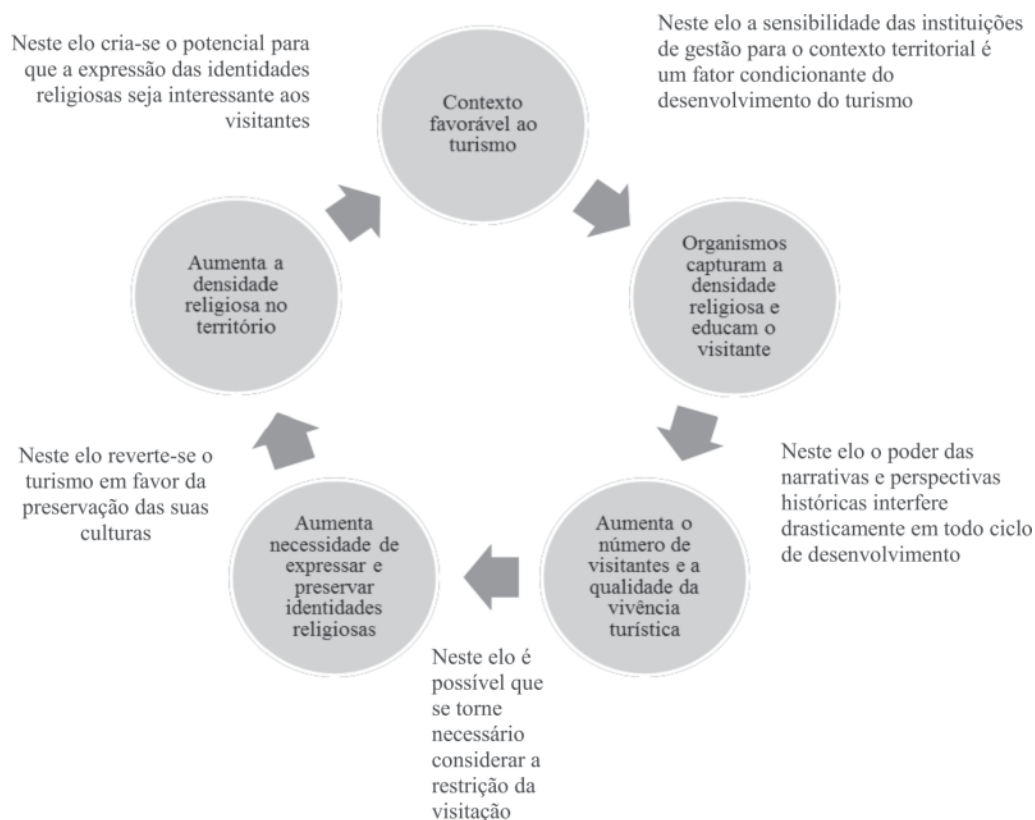 Neste elo cria-se o potencial para
que a expressão das identidades
religiosas seja interessante aos
visitantes
Contexto
favorável ao
turismo
Neste elo a sensibilidade das instituições
de gestão para o contexto territorial é
um fator condicionante do
desenvolvimento do turismo
Aumenta a
densidade
religiosa no
território
Organismos
capturam a
densidade
religiosa e
educam o
visitante
Neste elo reverte-se o
turismo em favor da
preservação das suas
culturas
Aumenta
necessidade de
expressar e
preservar
identidades
religiosas
Aumenta o
número de
visitantes e a
qualidade da
vivência
turística
Neste elo o poder das
narrativas e perspectivas
históricas interfere
drasticamente em todo ciclo
de desenvolvimento
Neste elo é
possível que
se torne
necessário
considerar a
restrição da
visitação